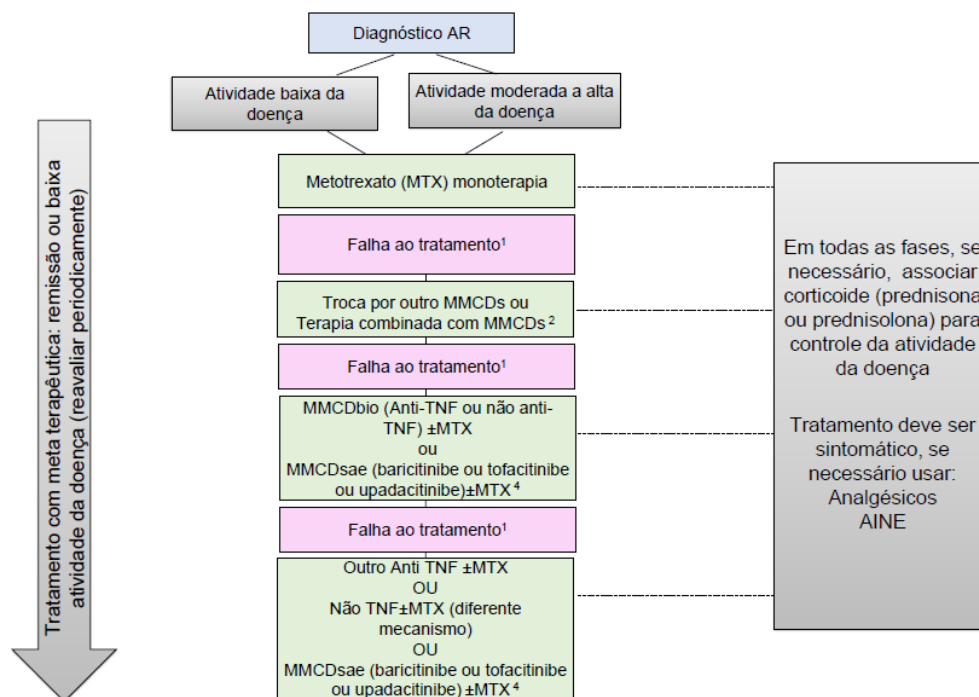 Diagnóstico AR
Atividade baixa da
doença
Atividade moderada a alta
da doença
Tratamento com meta terapêutica: remissão ou baixa
atividade da doença (reavaliar periodicamente)
Metotrexato (MTX) monoterapia
Falha ao tratamento¹
Troca por outro MMCDs ou
Terapia combinada com MMCDs ²
Falha ao tratamento¹
MMCDbio (Anti-TNF ou não anti-
TNF) ±MTX
ou
MMCDsae (baricitinibe ou tofacitinibe
ou upadacitinibe)±MTX ⁴
Falha ao tratamento¹
Outro Anti TNF ±MTX
OU
Não TNF±MTX (diferente
mecanismo)
OU
MMCDsae (baricitinibe ou tofacitinibe
ou upadacitinibe) ±MTX ⁴
Em todas as fases, se
necessário, associar
corticoide (prednisona
ou prednisolona) para
controle da atividade
da doença
Tratamento deve ser
sintomático, se
necessário usar:
Analgésicos
AINE